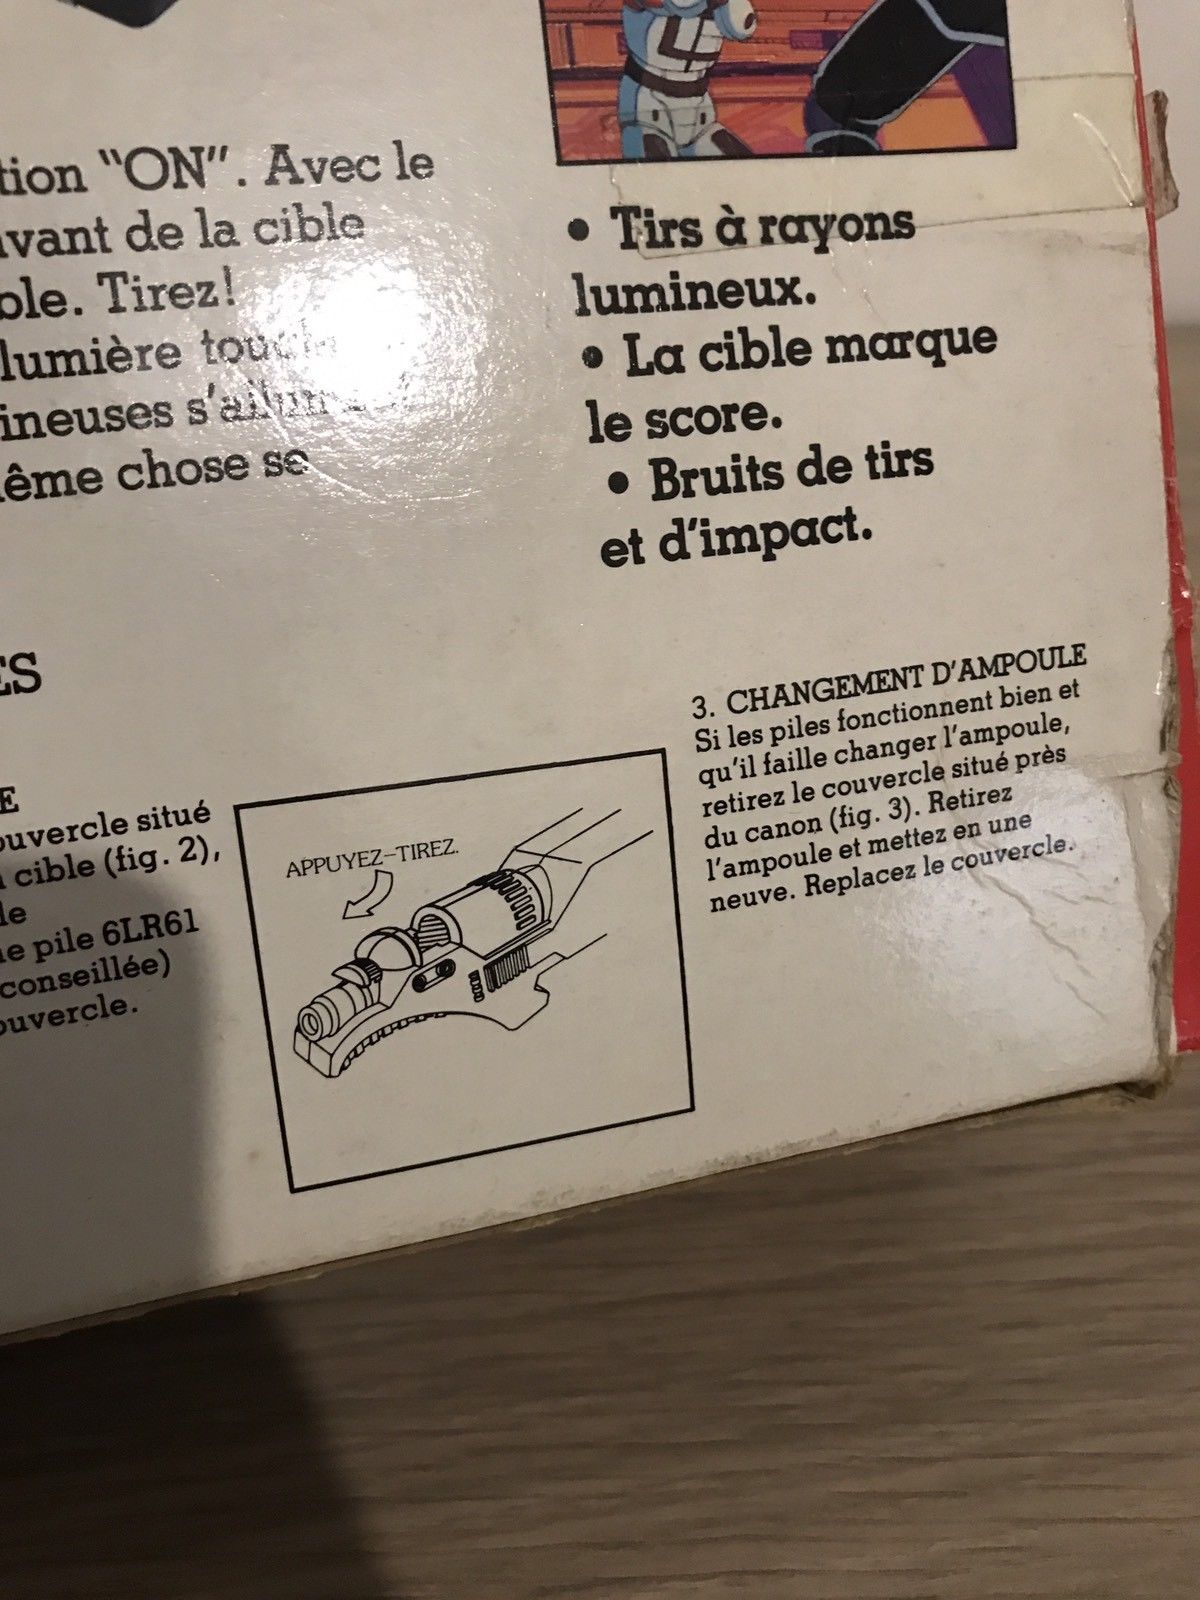 tion "ON". Avec le
vant de la cible
ble. Tirez!
lumière
ineuses
ême chose se
• Tirs à rayons
lumineux.
• La cible marque
le score.
• Bruits de tirs
et d'impact.
ES
E
ouvercle situé
cible (fig. 2),
le
e pile 6LR61
conseillée)
ouvercle.
APPUYEZ-TIREZ.
3. CHANGEMENT D'AMPOULE
Si les piles fonctionnent bien et
qu'il faille changer l'ampoule,
retirez le couvercle situé près
du canon (fig. 3). Retirez
l'ampoule et mettez en une
neuve. Replacez le couvercle.